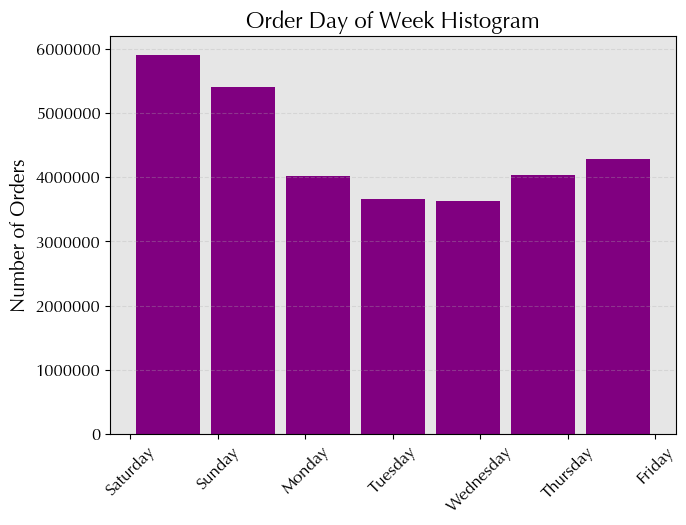 Order Day of Week Histogram
Number of Orders
6000000
5000000
4000000
3000000
2000000
1000000
0
Saturday
Sunday
Monday
Tuesday
Wednesday
Thursday
Friday